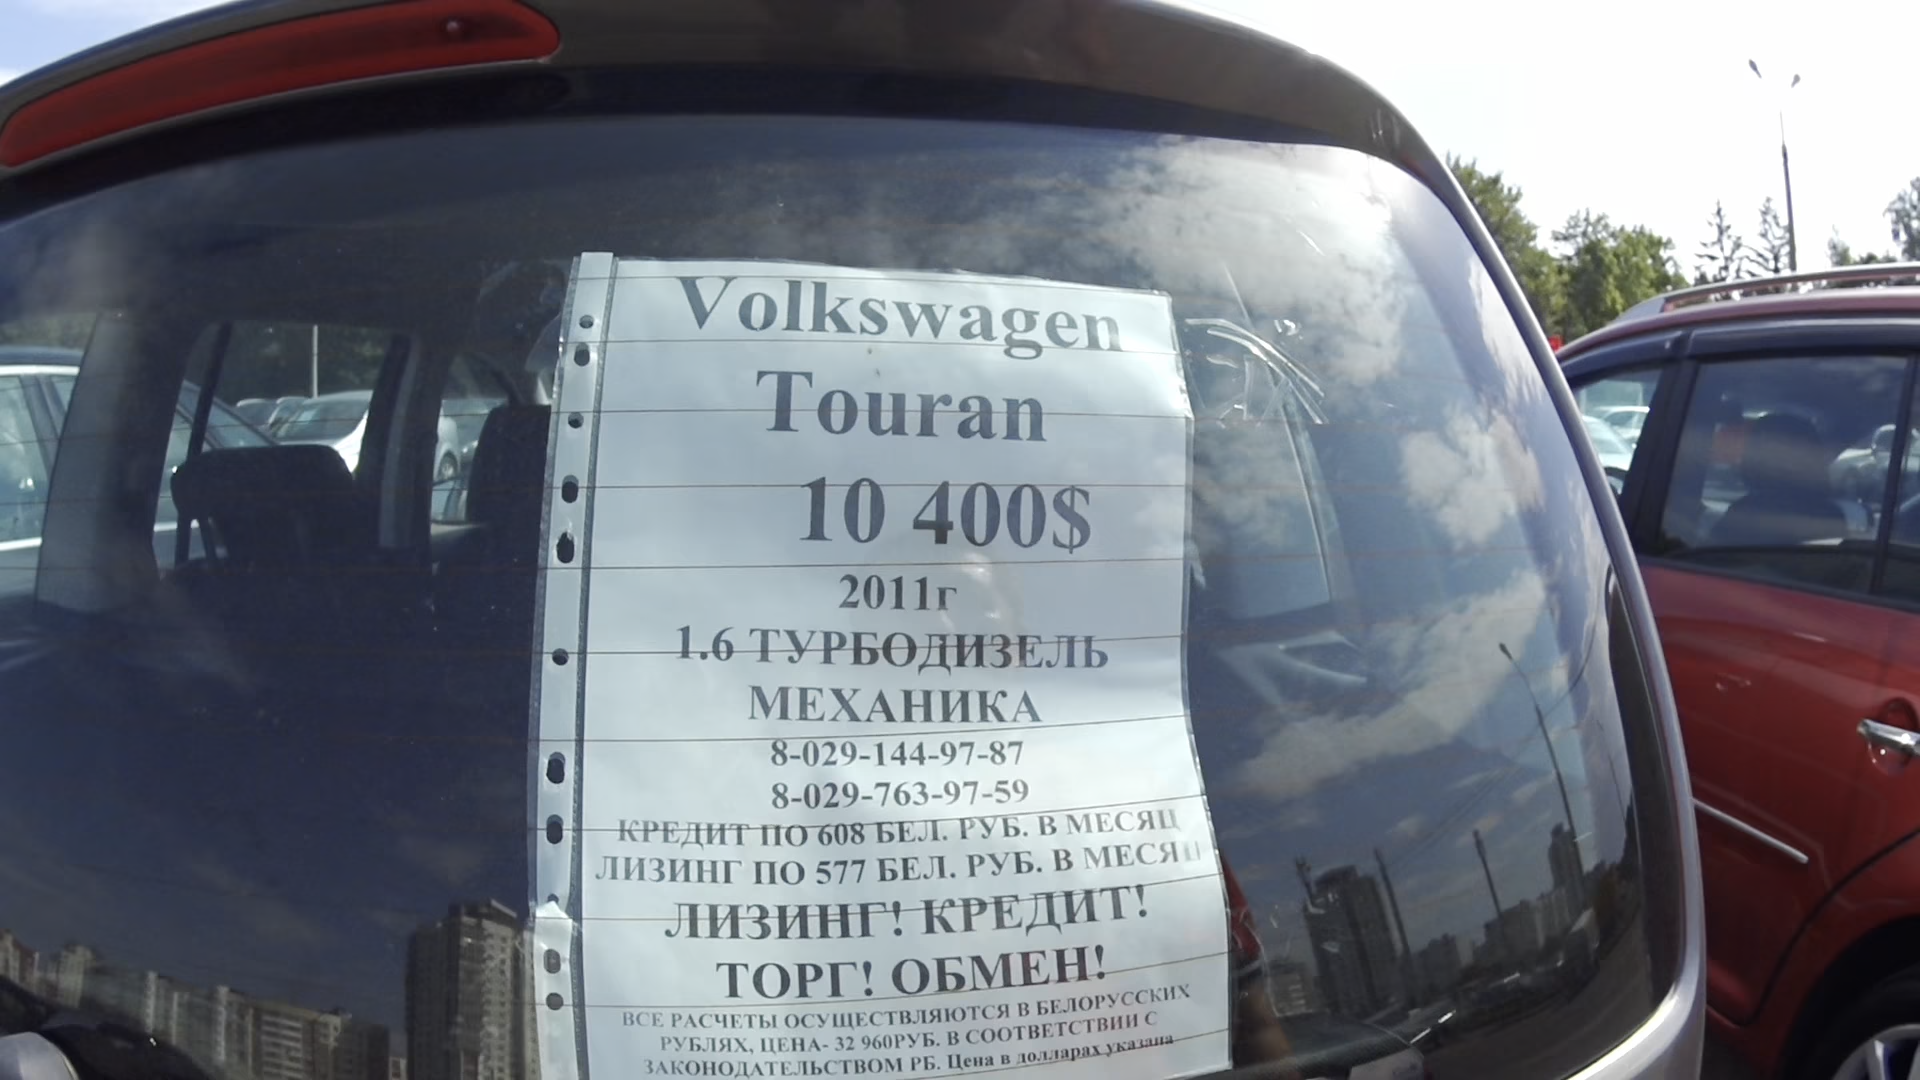 Volkswagen
Touran
10 400$
2011г
1.6 ТУРБОДИЗЕЛЬ
МЕХАНИКА
8-029-144-97-87
8-029-763-97-59
КРЕДИТ ПО 608 БЕЛ. РУБ. В МЕСЯЦ
ЛИЗИНГ ПО 577 БЕЛ. РУБ. В МЕСЯЦ
ЛИЗИНГ! КРЕДИТ!
ТОРГ! ОБМЕН!
ВСЕ РАСЧЕТЫ ОСУЩЕСТВЛЯЮТСЯ В БЕЛОРУССКИХ
РУБЛЯХ, ЦЕНА- 32 960РУБ. В СООТВЕТСТВИИ С
ЗАКОНОДАТЕЛЬСТВОМ РБ. Цена в долларах указана